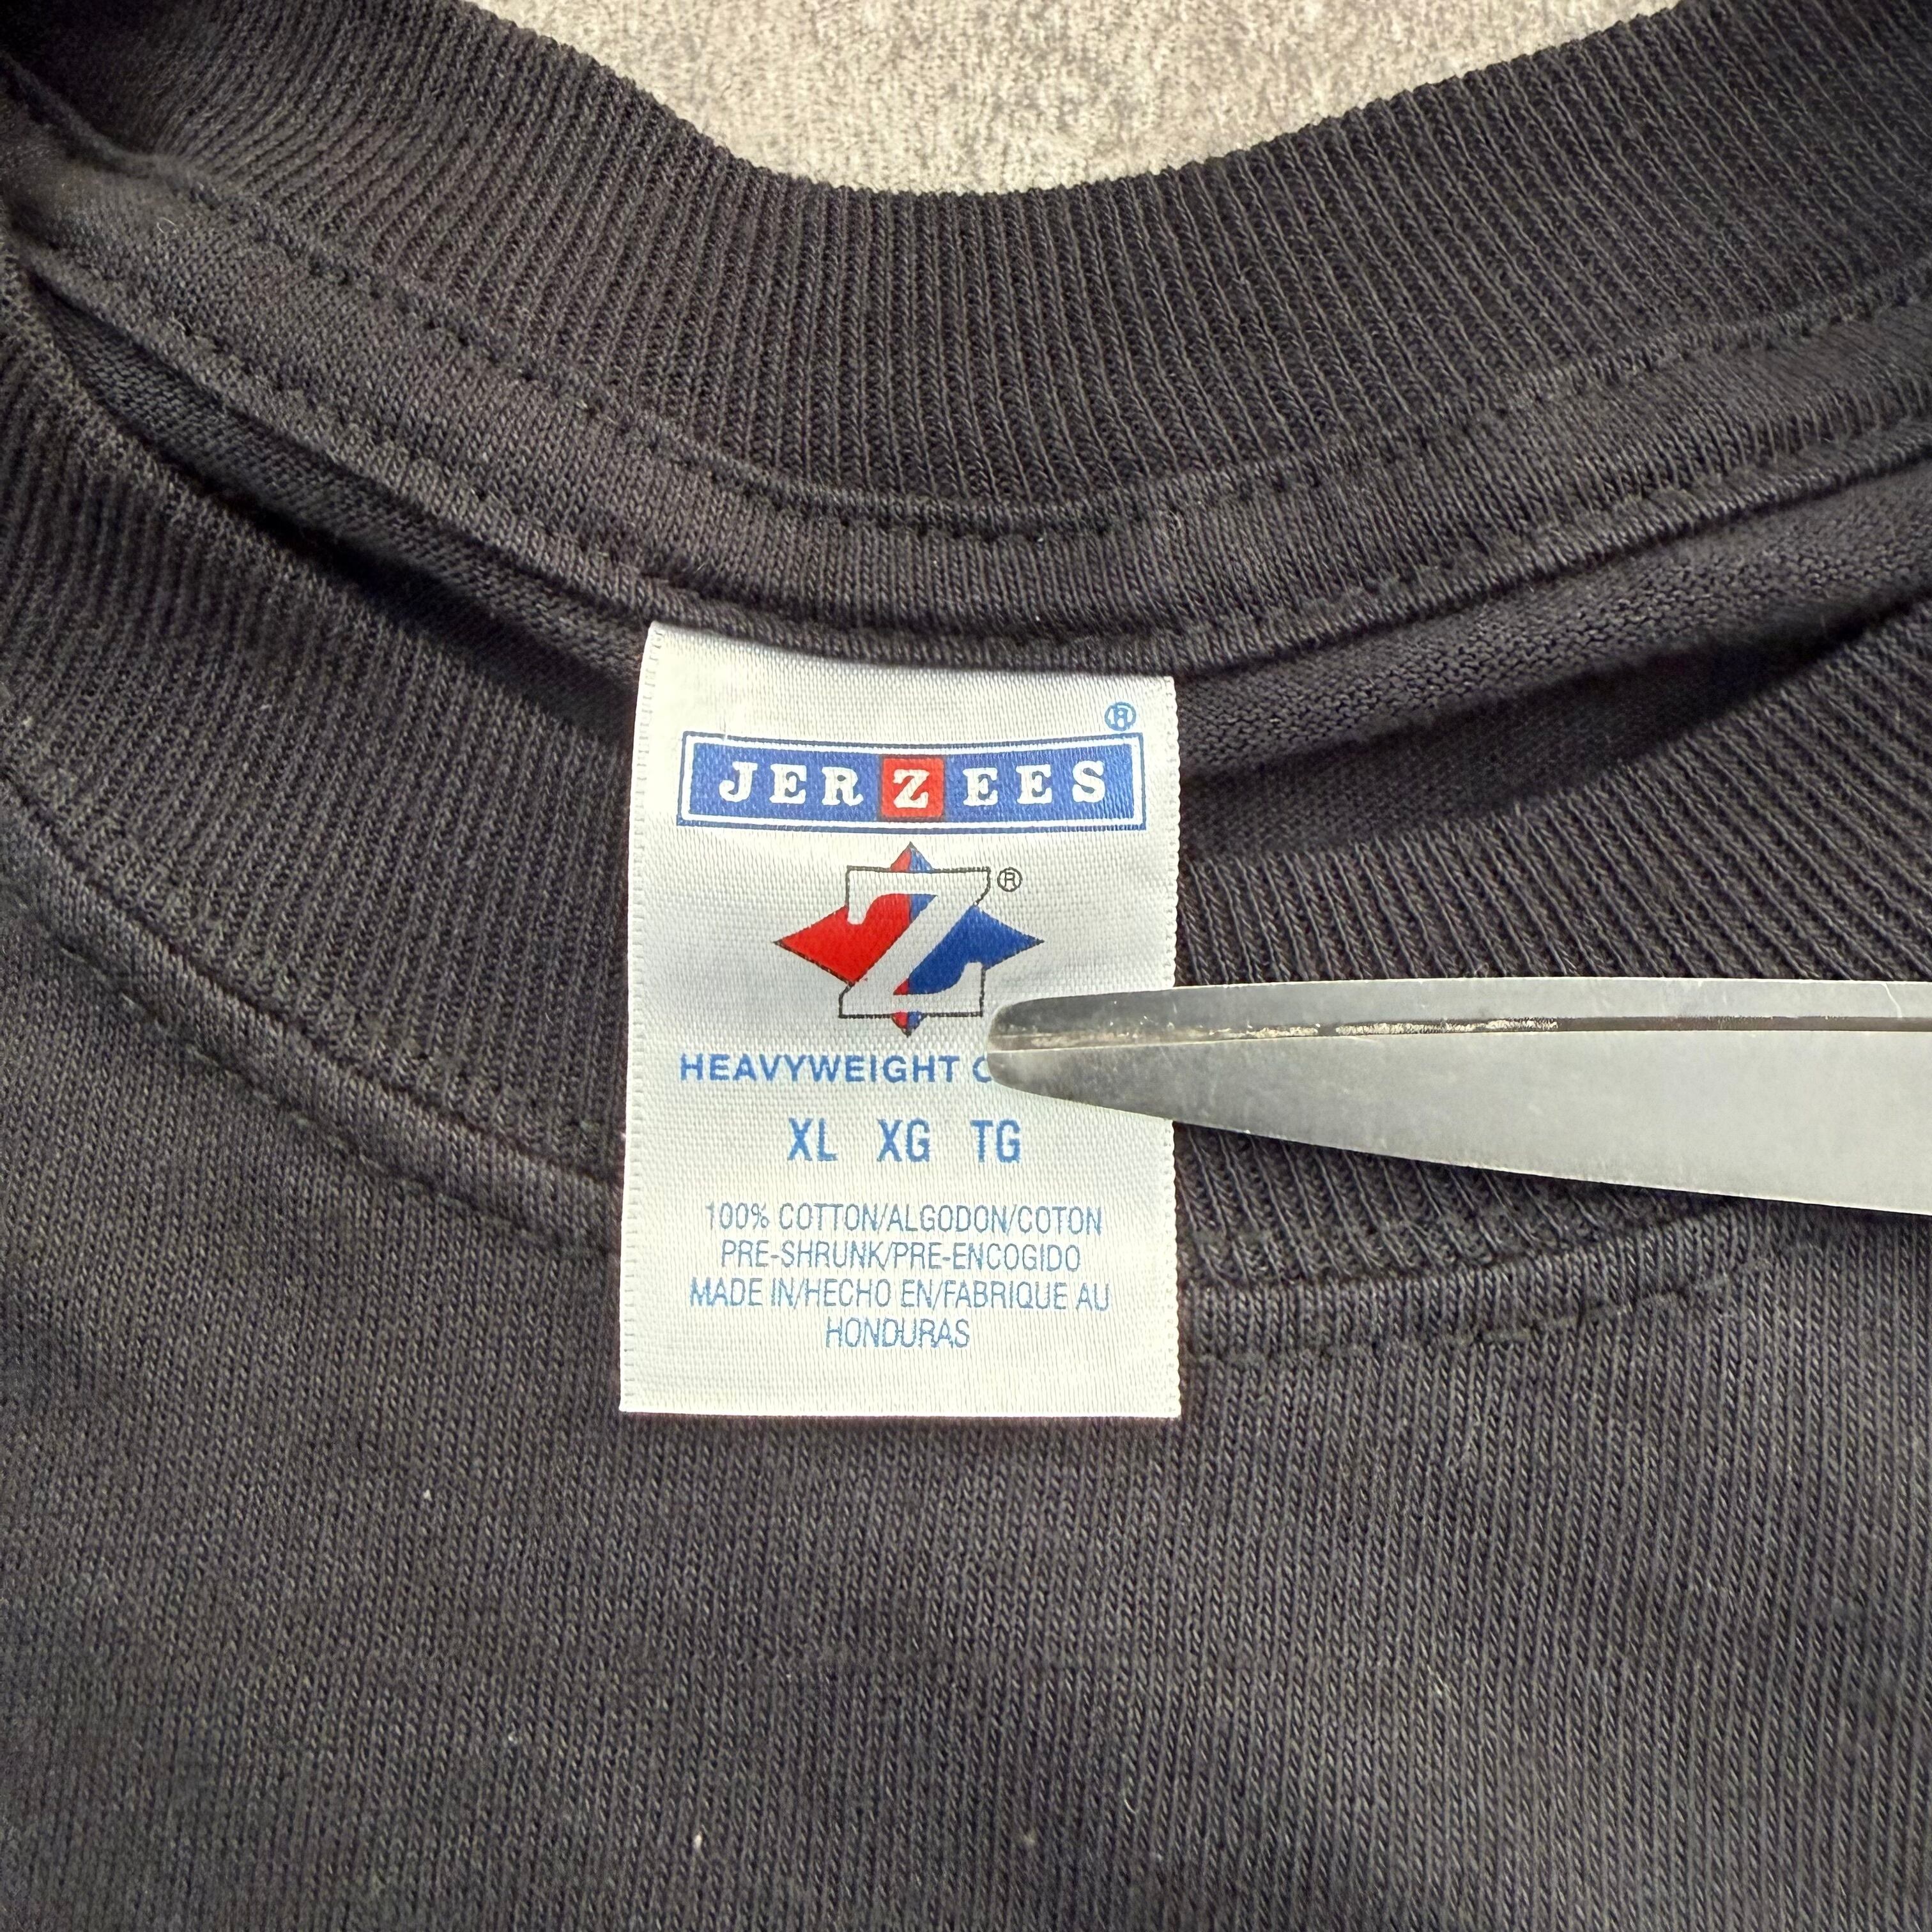 ®
JERZEES
Z ®
HEAVYWEIGHT
XL XG TG
100% COTTON/ALGODON/COTON
PRE-SHRUNK/PRE-ENCOGIDO
MADE IN/HECHO EN/FABRIQUE AU
HONDURAS